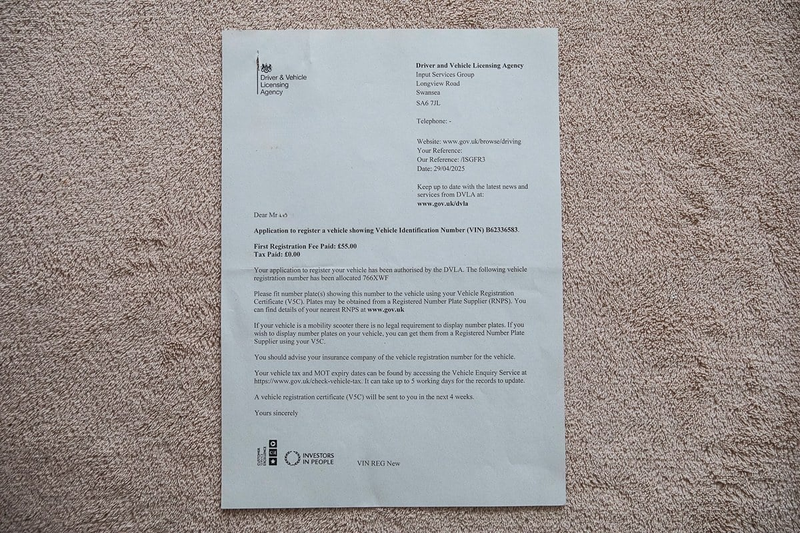 Driver & Vehicle
Licensing
Agency
Driver and Vehicle Licensing Agency
Input Services Group
Longview Road
Swansea
SA6 7JL
Telephone: -
Website: www.gov.uk/browse/driving
Your Reference:
Our Reference: /ISGFR3
Date: 29/04/2025
Keep up to date with the latest news and
services from DVLA at:
www.gov.uk/dvla
Dear Mr
Application to register a vehicle showing Vehicle Identification Number (VIN) B62336583.
First Registration Fee Paid: £55.00
Tax Paid: £0.00
Your application to register your vehicle has been authorised by the DVLA. The following vehicle
registration number has been allocated 766XWF
Please fit number plate(s) showing this number to the vehicle using your Vehicle Registration
Certificate (V5C). Plates may be obtained from a Registered Number Plate Supplier (RNPS). You
can find details of your nearest RNPS at www.gov.uk
If your vehicle is a mobility scooter there is no legal requirement to display number plates. If you
wish to display number plates on your vehicle, you can get them from a Registered Number Plate
Supplier using your V5C.
You should advise your insurance company of the vehicle registration number for the vehicle.
Your vehicle tax and MOT expiry dates can be found by accessing the Vehicle Enquiry Service at
https://www.gov.uk/check-vehicle-tax. It can take up to 5 working days for the records to update.
A vehicle registration certificate (V5C) will be sent to you in the next 4 weeks.
Yours sincerely
INVESTORS
IN PEOPLE
VIN REG New